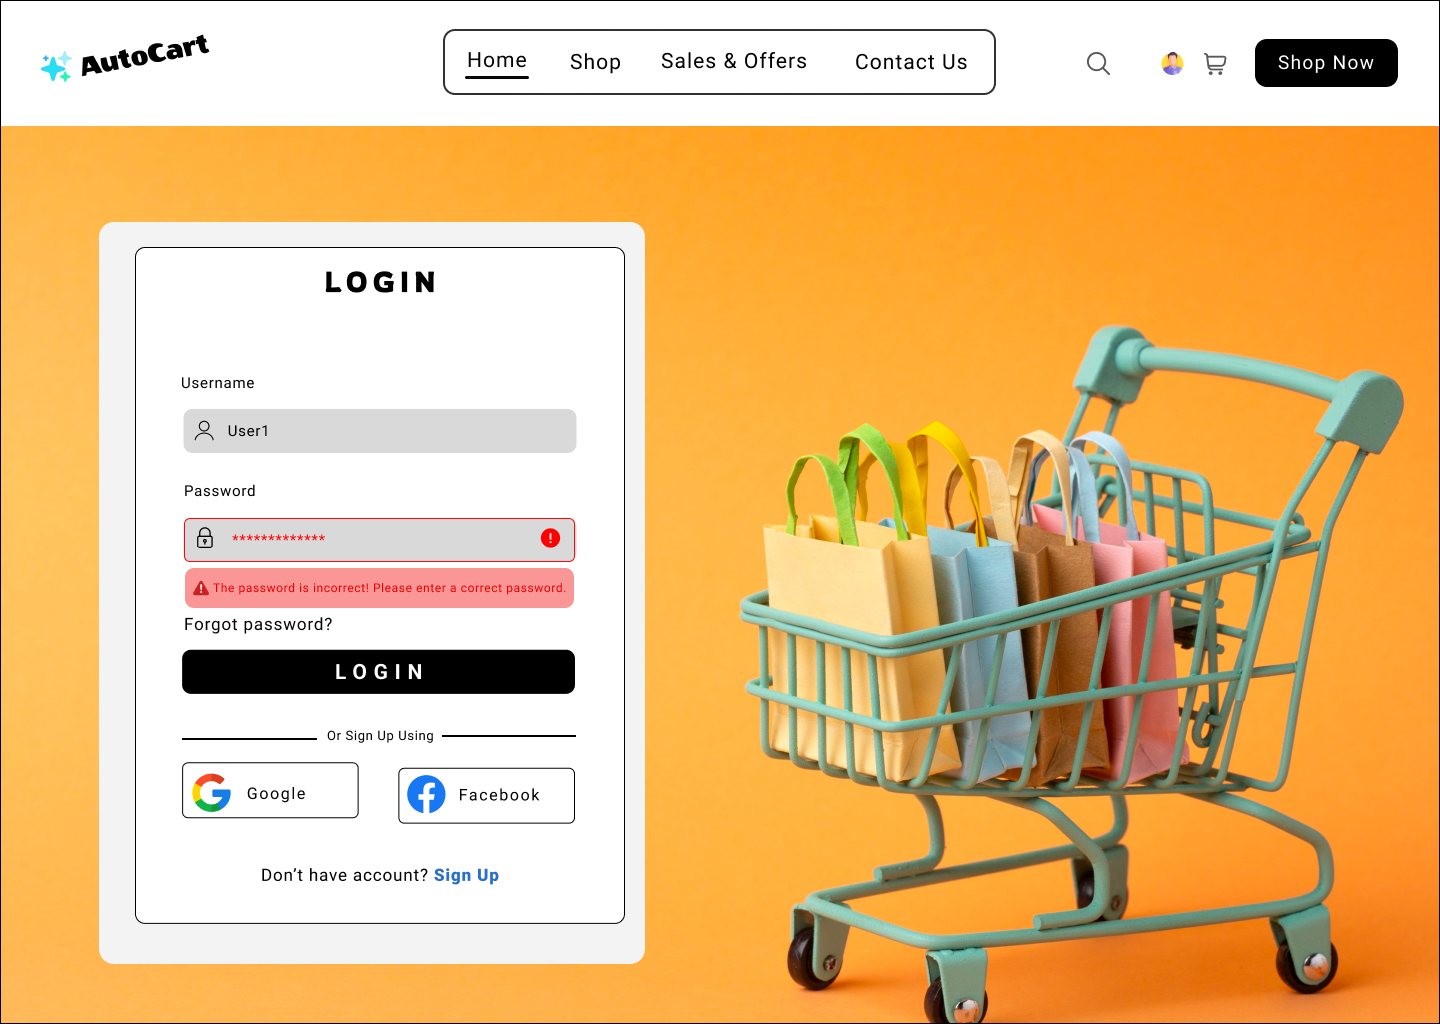 AutoCart
Home Shop Sales & Offers Contact Us
Shop Now
LOGIN
Username
User1
Password
*************
The password is incorrect! Please enter a correct password.
Forgot password?
LOGIN
Or Sign Up Using
Google Facebook
Don’t have account? Sign Up